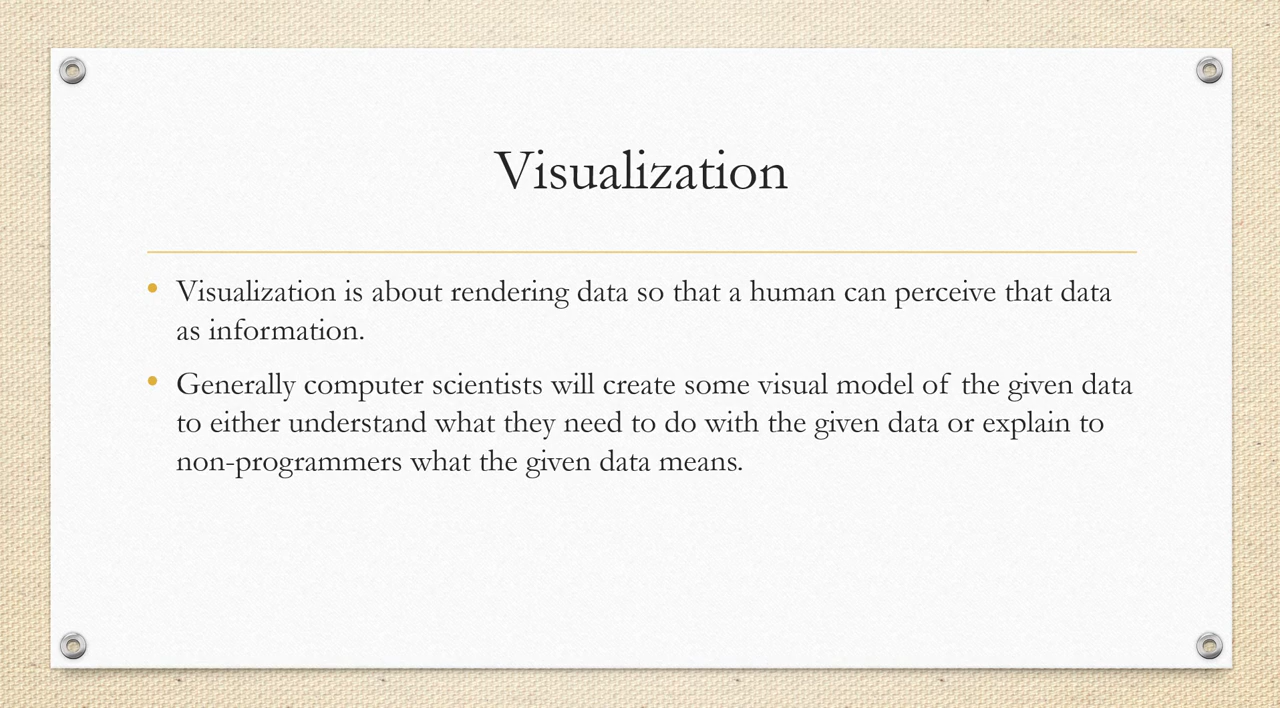 Visualization
• Visualization is about rendering data so that a human can perceive that data
as information.
• Generally computer scientists will create some visual model of the given data
to either understand what they need to do with the given data or explain to
non-programmers what the given data means.